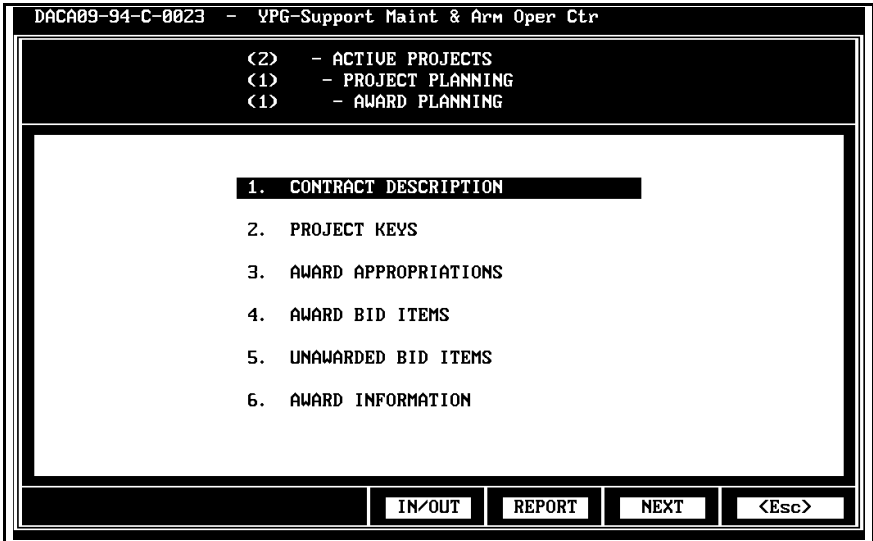 DACA09-94-C-0023 - YPG-Support Maint & Arm Oper Ctr
(2) - ACTIVE PROJECTS
(1) - PROJECT PLANNING
(1) - AWARD PLANNING
1. CONTRACT DESCRIPTION
2. PROJECT KEYS
3. AWARD APPROPRIATIONS
4. AWARD BID ITEMS
5. UNAWARDED BID ITEMS
6. AWARD INFORMATION
IN/OUT REPORT NEXT <Esc>